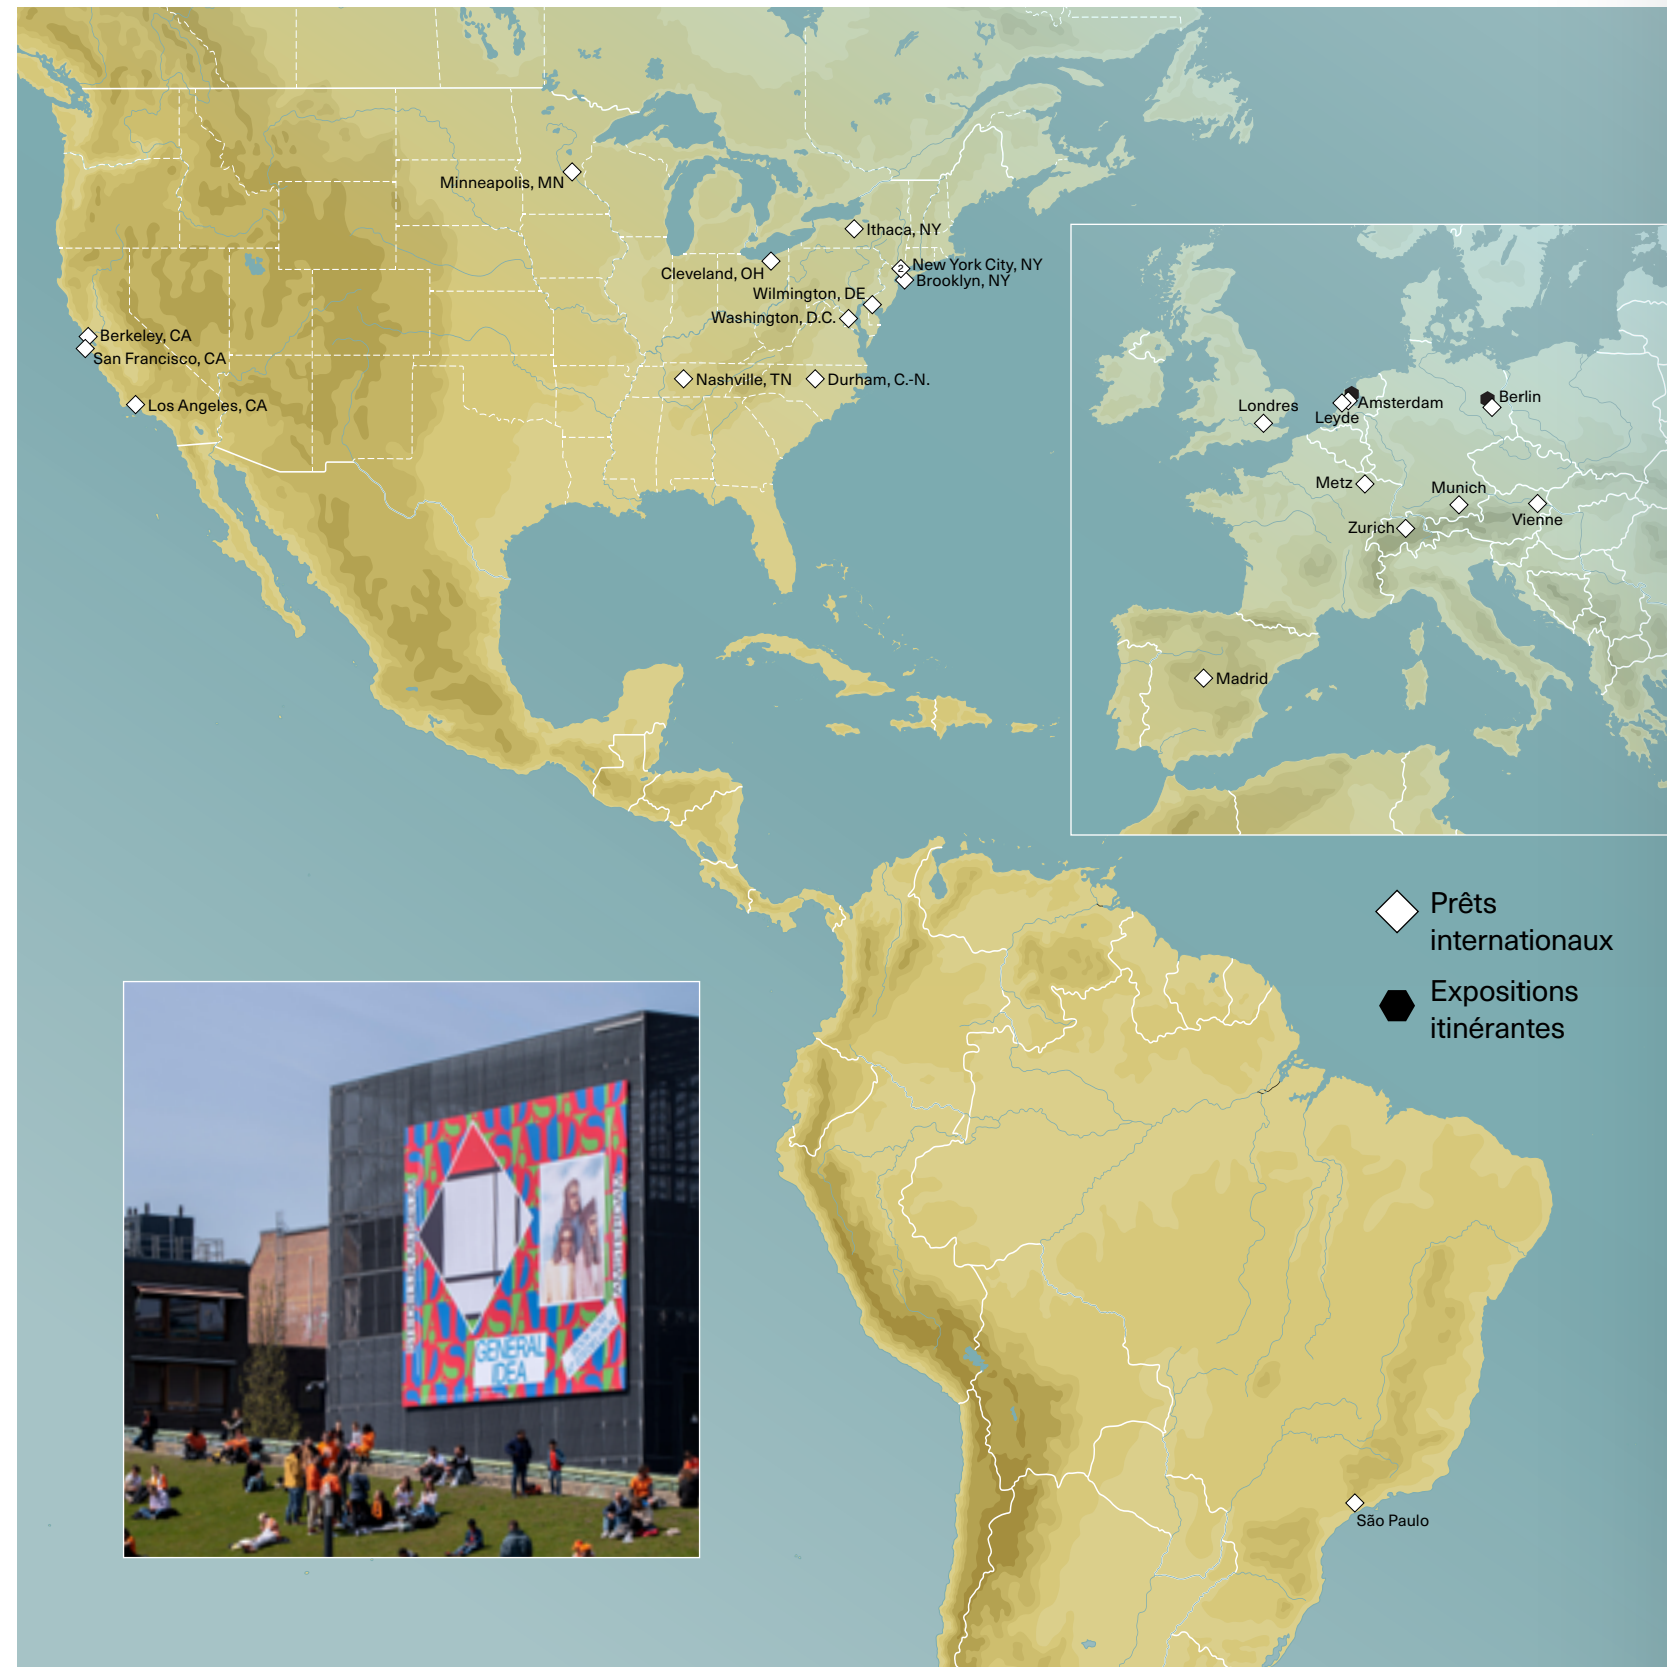 Minneapolis, MN
Ithaca, NY
Cleveland, OH
2
New York City, NY
Brooklyn, NY
Wilmington, DE
Washington, D.C.
Berkeley, CA
San Francisco, CA
Nashville, TN
Durham, C.-N.
Los Angeles, CA
Londres
Amsterdam
Leyde
Berlin
Metz
Munich
Vienne
Zurich
Madrid
Prêts
internationaux
Expositions
itinérantes
GENERAL
IDEA
São Paulo